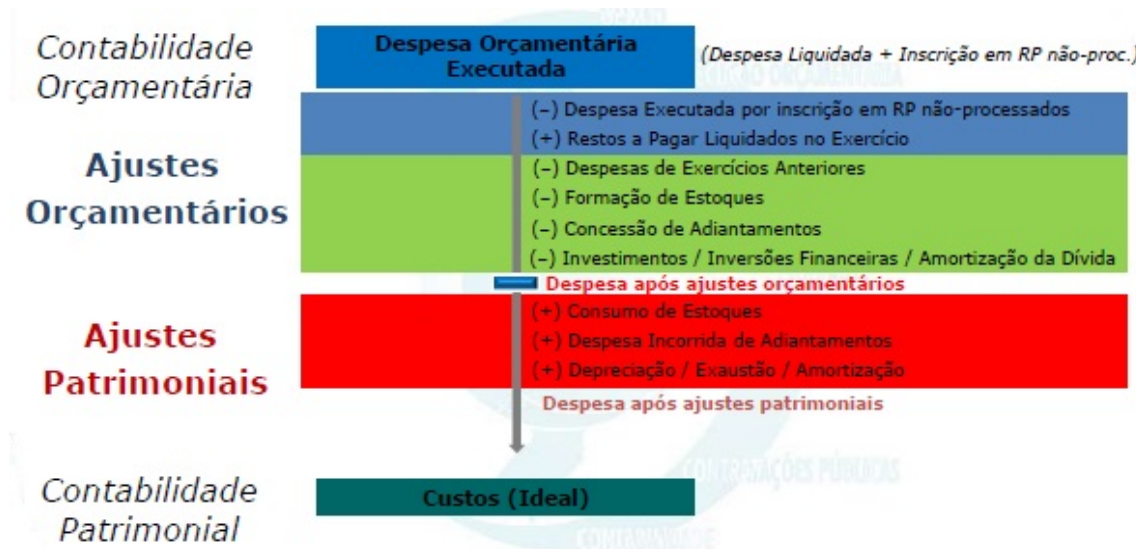 Contabilidade
Orçamentária
Despesa Orçamentária
Executada
(Despesa Liquidada + Inscrição em RP não-proc.)
Ajustes
Orçamentários
(−) Despesa Executada por inscrição em RP não-processados
(+) Restos a Pagar Liquidados no Exercício
(−) Despesas de Exercícios Anteriores
(−) Formação de Estoques
(−) Concessão de Adiantamentos
(−) Investimentos / Inversões Financeiras / Amortização da Dívida
Despesa após ajustes orçamentários
Ajustes
Patrimoniais
(+) Consumo de Estoques
(+) Despesa Incorrida de Adiantamentos
(+) Depreciação / Exaustão / Amortização
Despesa após ajustes patrimoniais
Contabilidade
Patrimonial
Custos (Ideal)
CONTABILIDADE